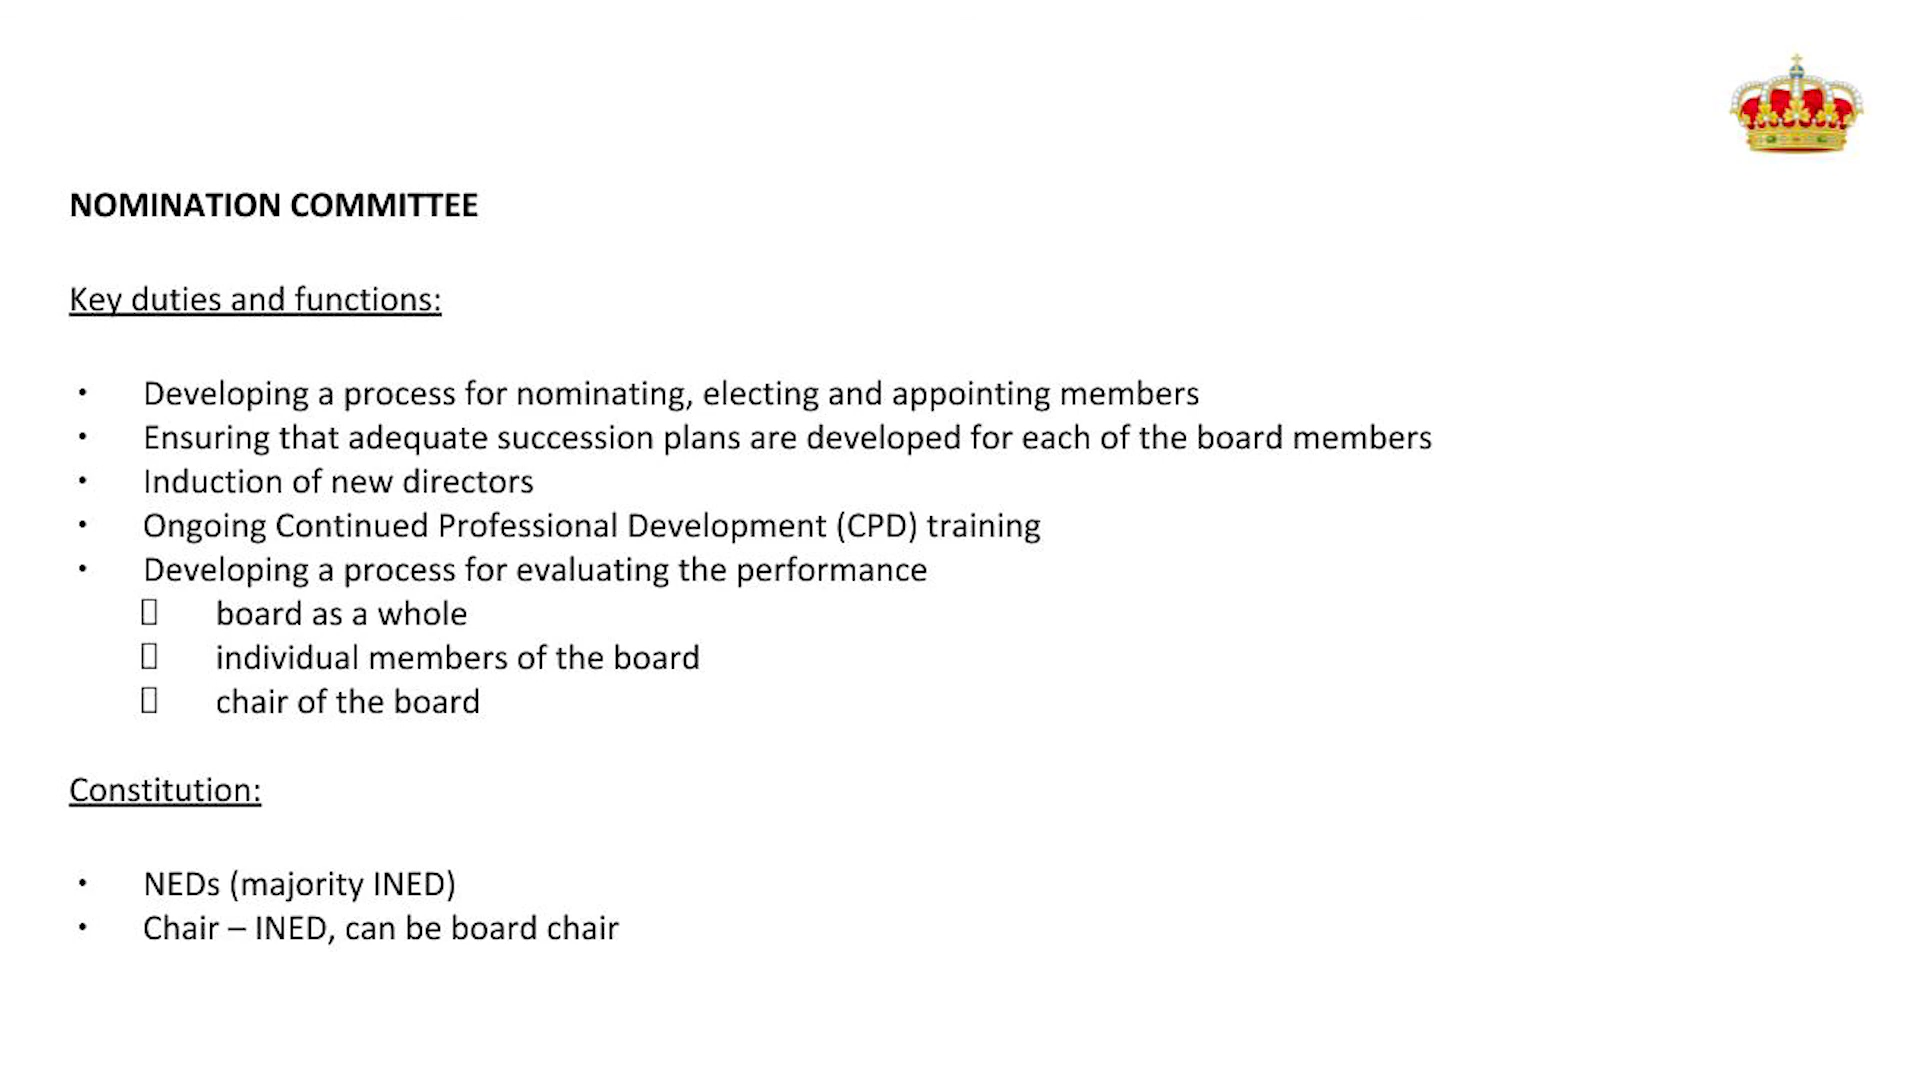 NOMINATION COMMITTEE
Key duties and functions:
• Developing a process for nominating, electing and appointing members
• Ensuring that adequate succession plans are developed for each of the board members
• Induction of new directors
• Ongoing Continued Professional Development (CPD) training
• Developing a process for evaluating the performance
board as a whole
individual members of the board
chair of the board
Constitution:
• NEDs (majority INED)
• Chair – INED, can be board chair